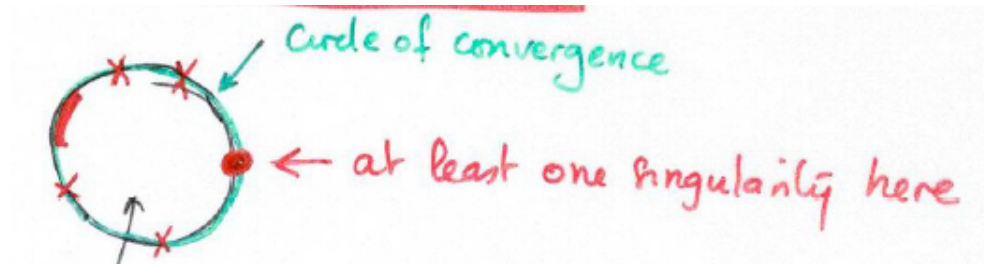 Circle of convergence
← at least one singularity here